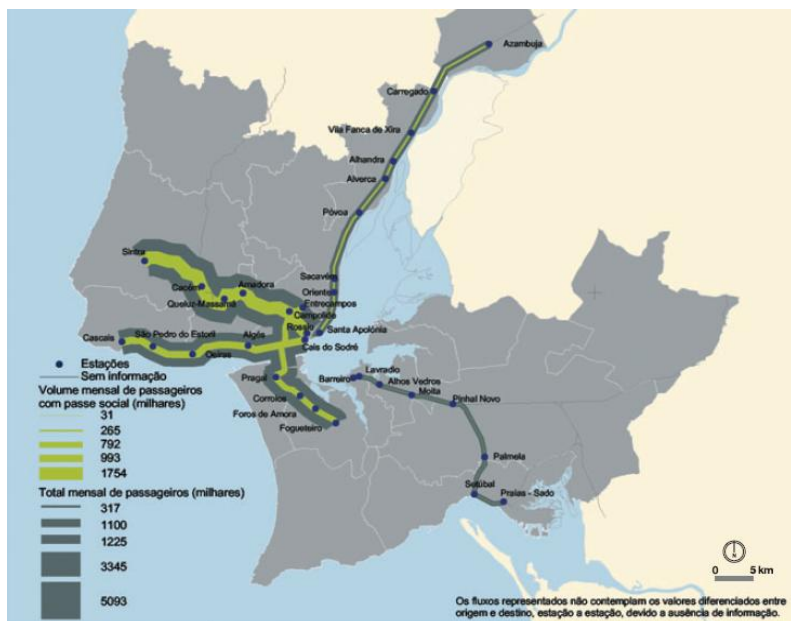 Azambuja
Carregado
Vila Fanca de Xira
Alhandra
Alverca
Póvoa
Sintra
Sacavém
Cacém
Amadora
Oriente
Queluz-Massamá
Entrecampos
Campolide
Rossio
Santa Apolónia
Cascais
São Pedro do Estoril
Algés
Cais do Sodré
Oeiras
Estações
Sem informação
Volume mensal de passageiros
com passe social (milhares)
31
265
792
993
1754
Total mensal de passageiros (milhares)
317
1100
1225
3345
5093
Pragal
Corroios
Foros de Amora
Fogueteiro
Barreiro
Lavradio
Alhos Vedros
Moita
Pinhal Novo
Palmela
Setúbal
Praias - Sado
N
0 5 km
Os fluxos representados não contemplam os valores diferenciados entre
origem e destino, estação a estação, devido a ausência de informação.